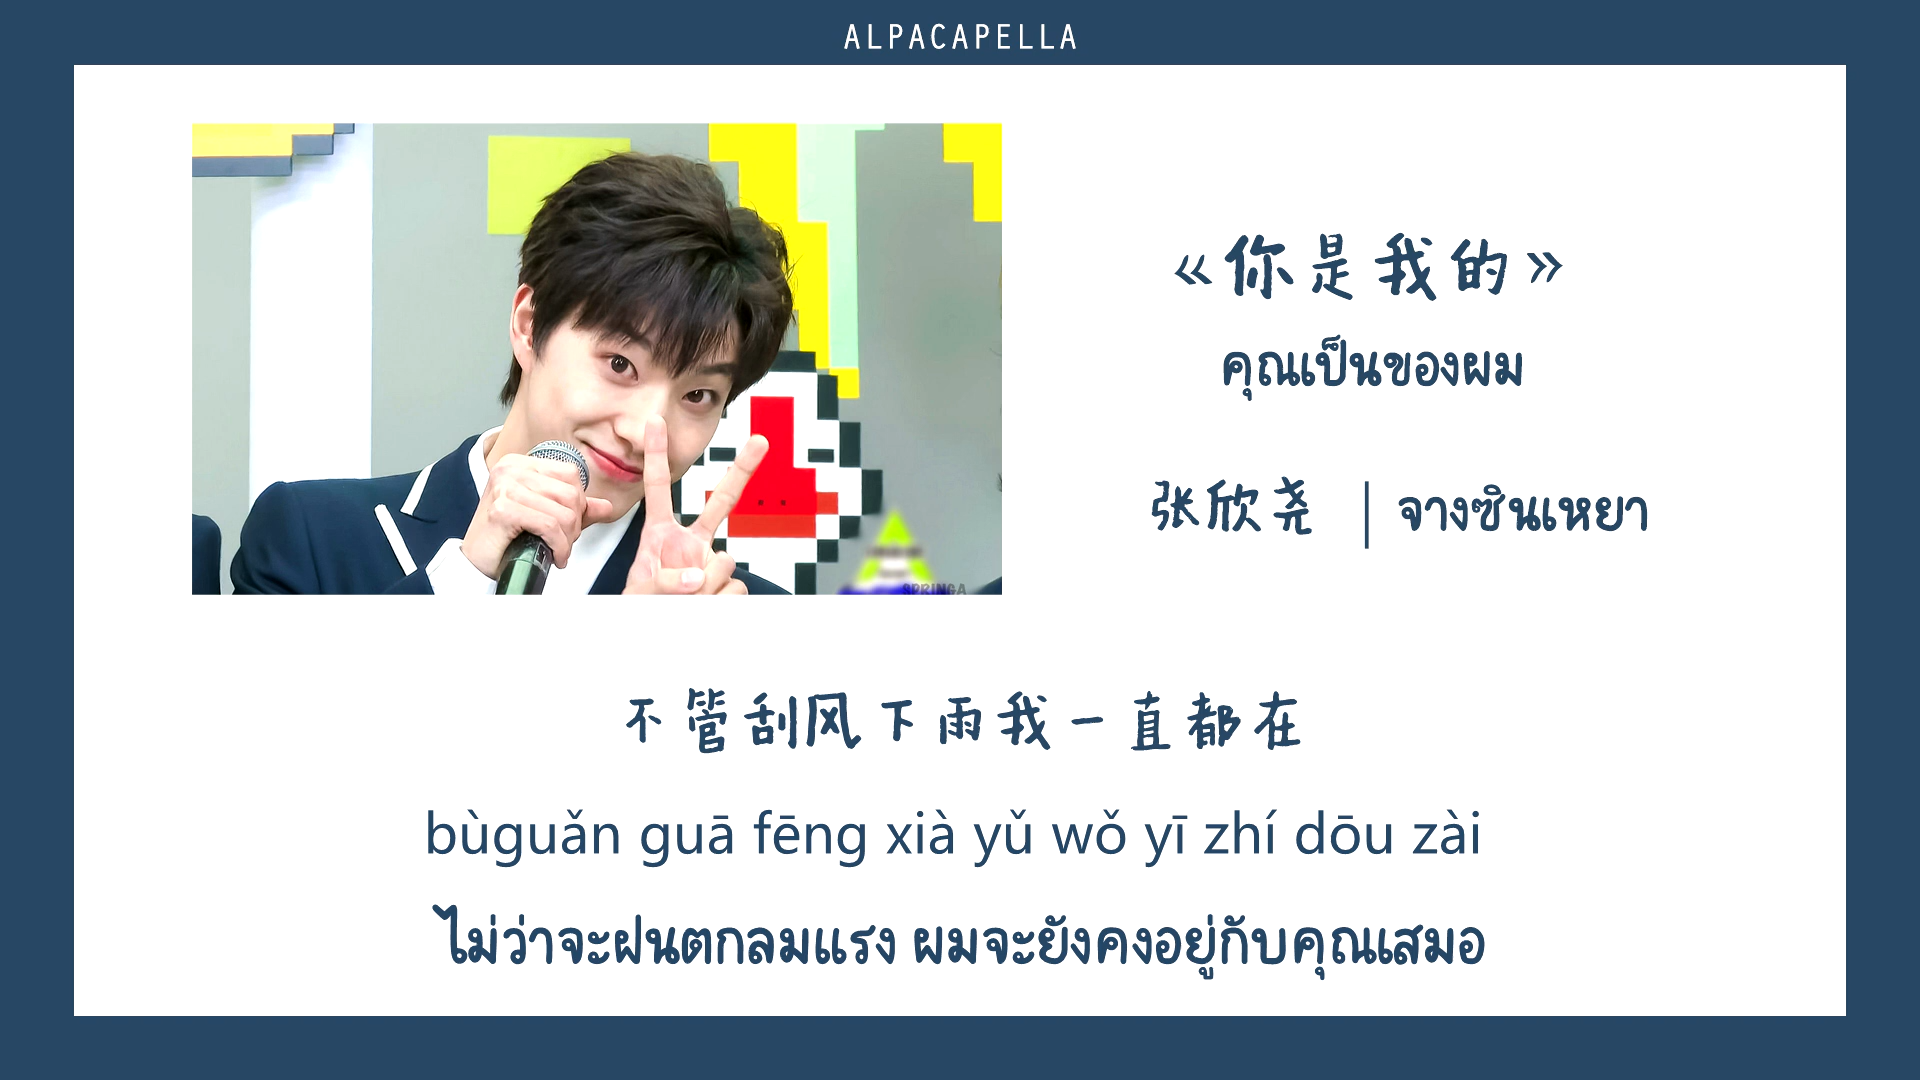 ALPACAPELLA
«你是我的»
คุณเป็นของผม
张欣尧 | จางซินเหยา
SPRINGA
不管刮风下雨我一直都在
bùguǎn guā fēng xià yǔ wǒ yī zhí dōu zài
ไม่ว่าจะฝนตกลมแรง ผมจะยังคงอยู่กับคุณเสมอ